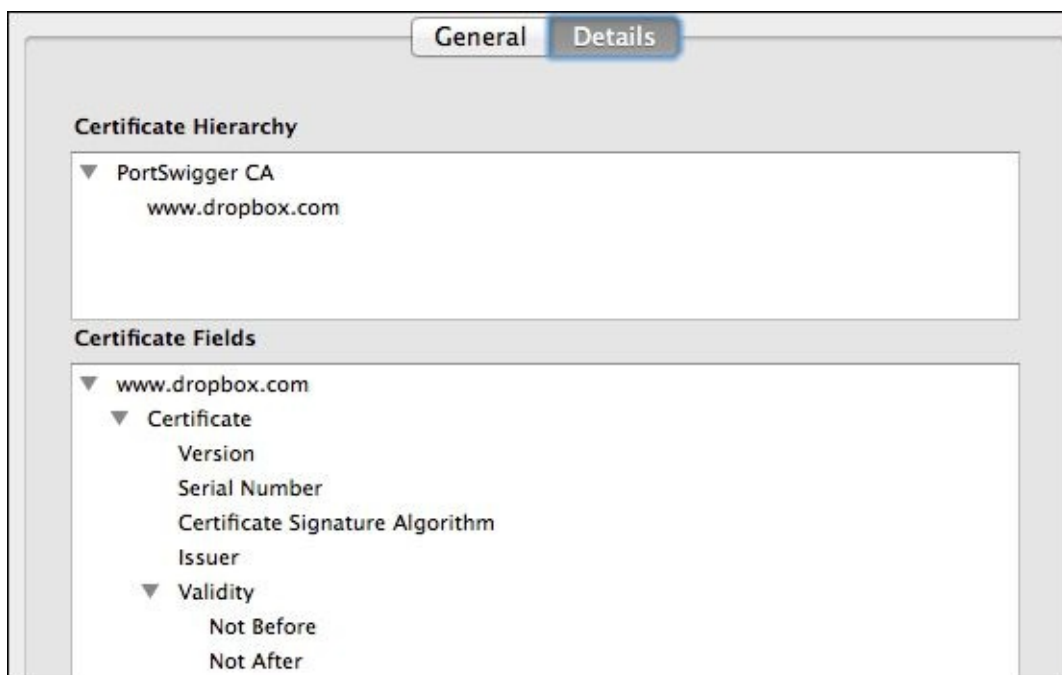 General Details
Certificate Hierarchy
PortSwigger CA
www.dropbox.com
Certificate Fields
www.dropbox.com
Certificate
Version
Serial Number
Certificate Signature Algorithm
Issuer
Validity
Not Before
Not After